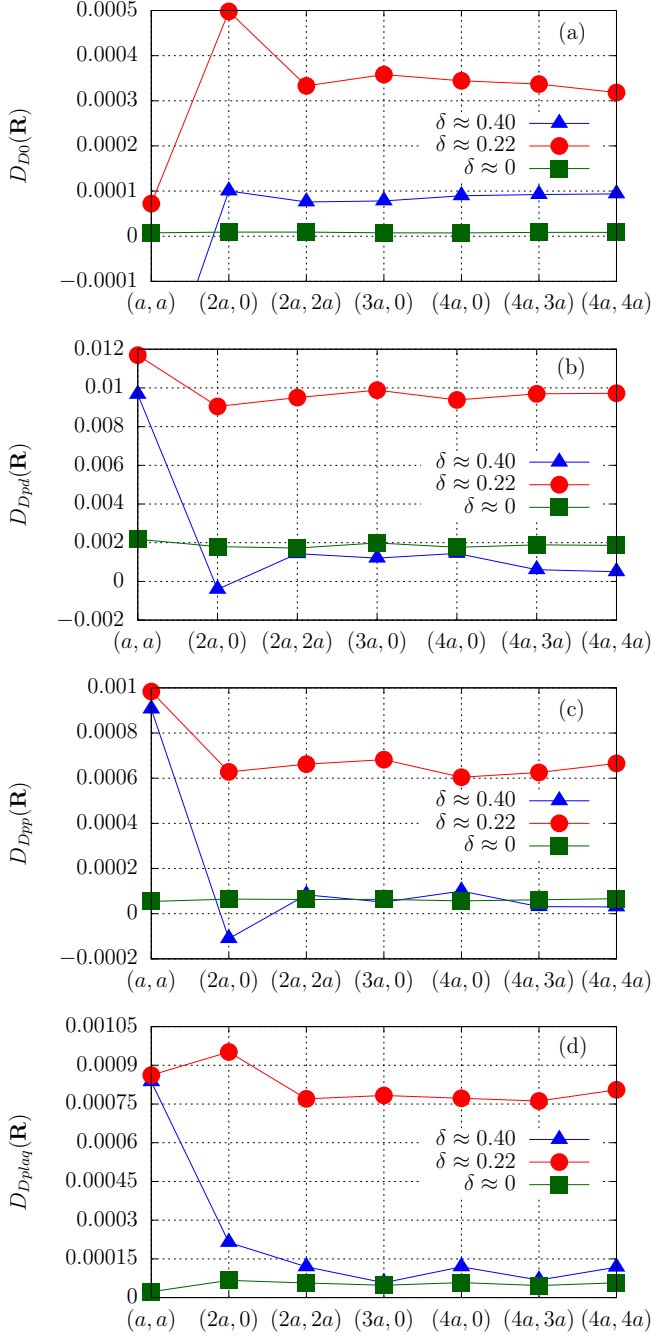 0.0005
(a)
0.0004
0.0003
δ ≈ 0.40
0.0002
δ ≈ 0.22
0.0001
δ ≈ 0
0
−0.0001
D_{D0}(𝐑)
(a, a) (2a, 0) (2a, 2a) (3a, 0) (4a, 0) (4a, 3a) (4a, 4a)
0.012
(b)
0.01
0.008
0.006
δ ≈ 0.40
0.004
δ ≈ 0.22
0.002
δ ≈ 0
0
−0.002
D_{Dpd}(𝐑)
(a, a) (2a, 0) (2a, 2a) (3a, 0) (4a, 0) (4a, 3a) (4a, 4a)
0.001
(c)
0.0008
0.0006
δ ≈ 0.40
0.0004
δ ≈ 0.22
0.0002
δ ≈ 0
0
−0.0002
D_{Dpp}(𝐑)
(a, a) (2a, 0) (2a, 2a) (3a, 0) (4a, 0) (4a, 3a) (4a, 4a)
0.00105
(d)
0.0009
0.00075
0.0006
δ ≈ 0.40
0.00045
δ ≈ 0.22
0.0003
δ ≈ 0
0.00015
0
D_{Dplaq}(𝐑)
(a, a) (2a, 0) (2a, 2a) (3a, 0) (4a, 0) (4a, 3a) (4a, 4a)